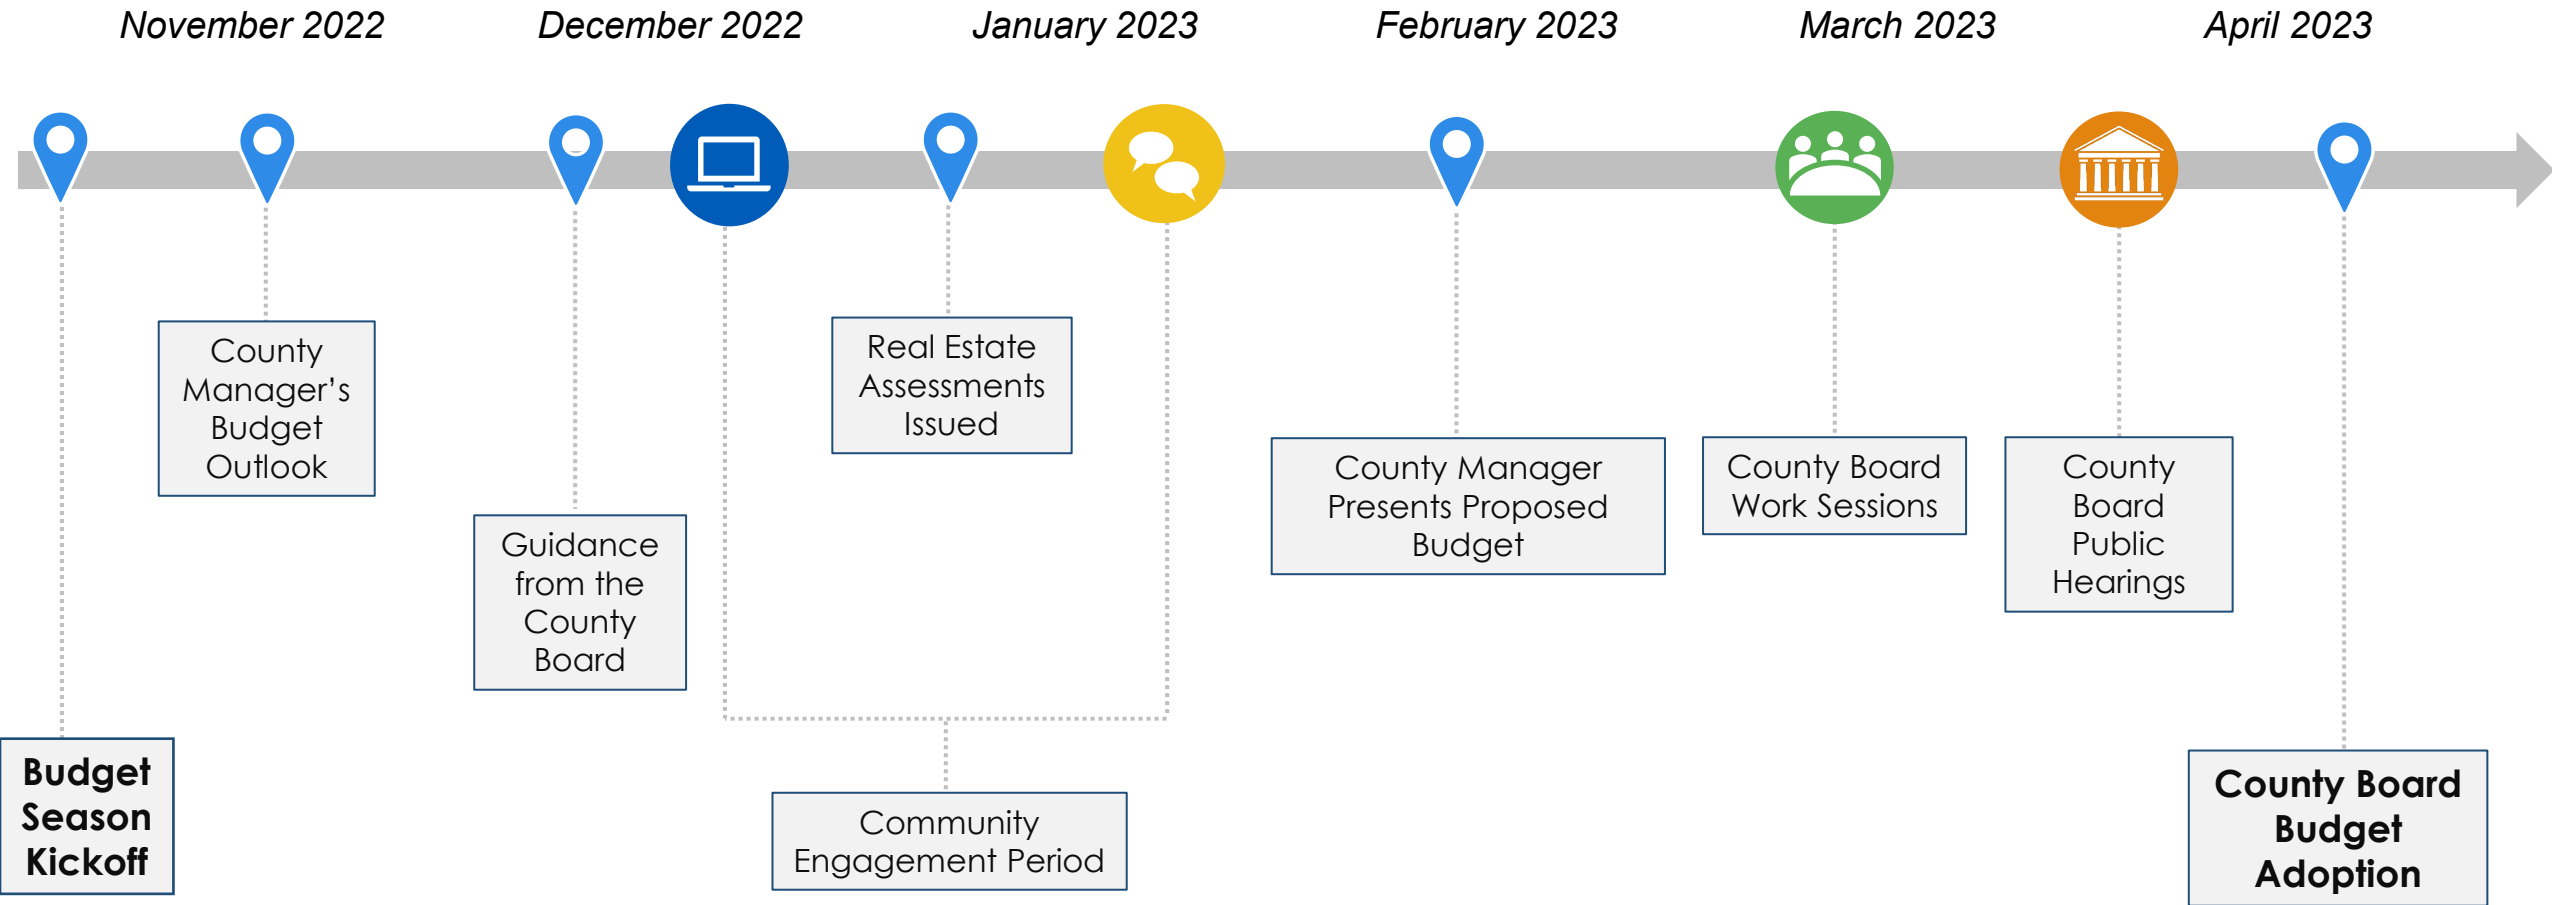 November 2022
December 2022
January 2023
February 2023
March 2023
April 2023
County
Manager’s
Budget
Outlook
Real Estate
Assessments
Issued
County Manager
Presents Proposed
Budget
County Board
Work Sessions
County
Board
Public
Hearings
Guidance
from the
County
Board
Budget
Season
Kickoff
Community
Engagement Period
County Board
Budget
Adoption